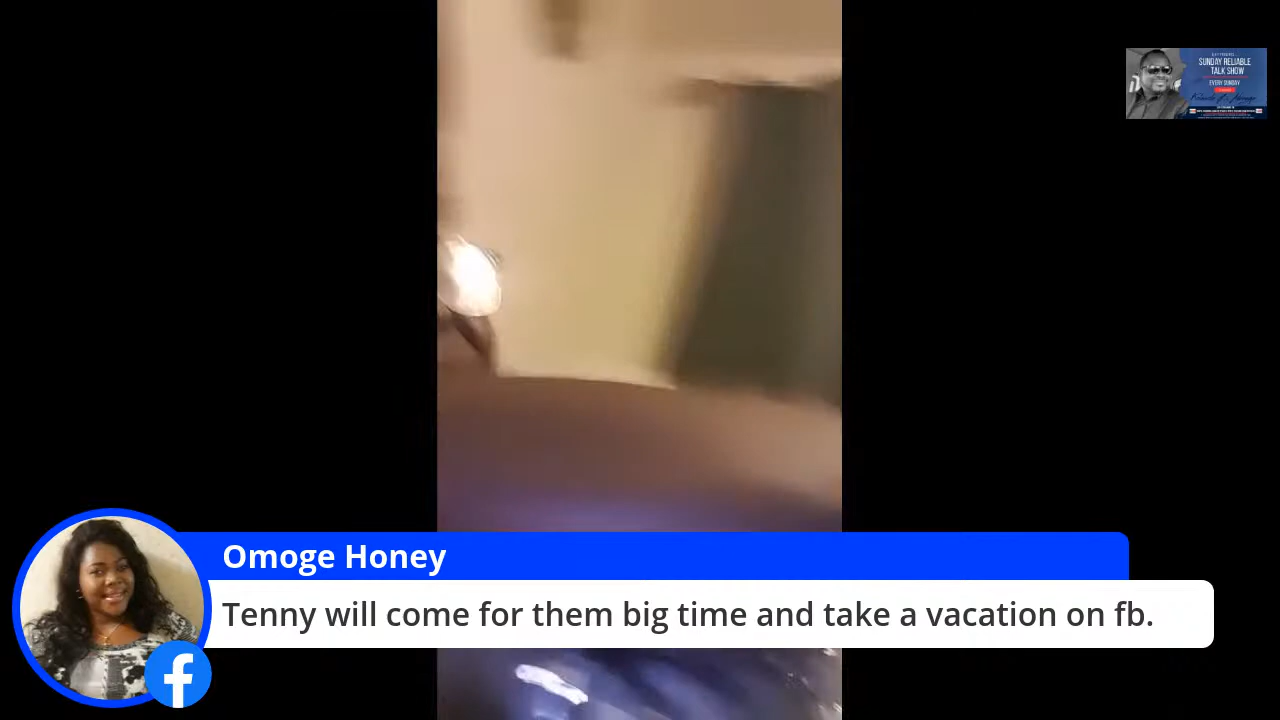 SUNDAY RELIABLE
TALK SHOW
EVERY SUNDAY
Omoge Honey
Tenny will come for them big time and take a vacation on fb.